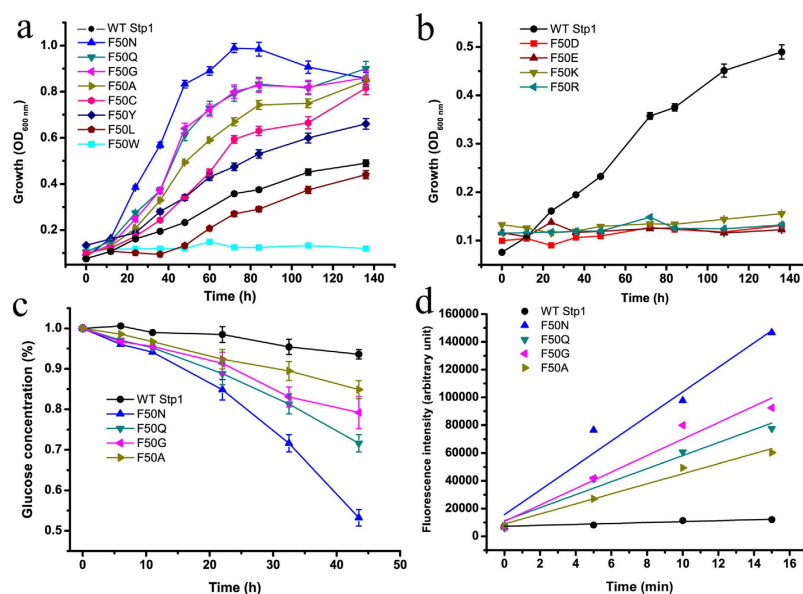 a
WT Stp1
F50N
F50Q
F50G
F50A
F50C
F50Y
F50L
F50W
Growth (OD600 nm)
1.0
0.8
0.6
0.4
0.2
0 20 40 60 80 100 120 140
Time (h)
b
WT Stp1
F50D
F50E
F50K
F50R
Growth (OD600 nm)
0.5
0.4
0.3
0.2
0.1
0.0
0 20 40 60 80 100 120 140
Time (h)
c
WT Stp1
F50N
F50Q
F50G
F50A
Glucose concentration (%)
1.0
0.9
0.8
0.7
0.6
0.5
0 10 20 30 40 50
Time (h)
d
WT Stp1
F50N
F50Q
F50G
F50A
Fluorescence intensity (arbitrary unit)
160000
140000
120000
100000
80000
60000
40000
20000
0
0 2 4 6 8 10 12 14 16
Time (min)